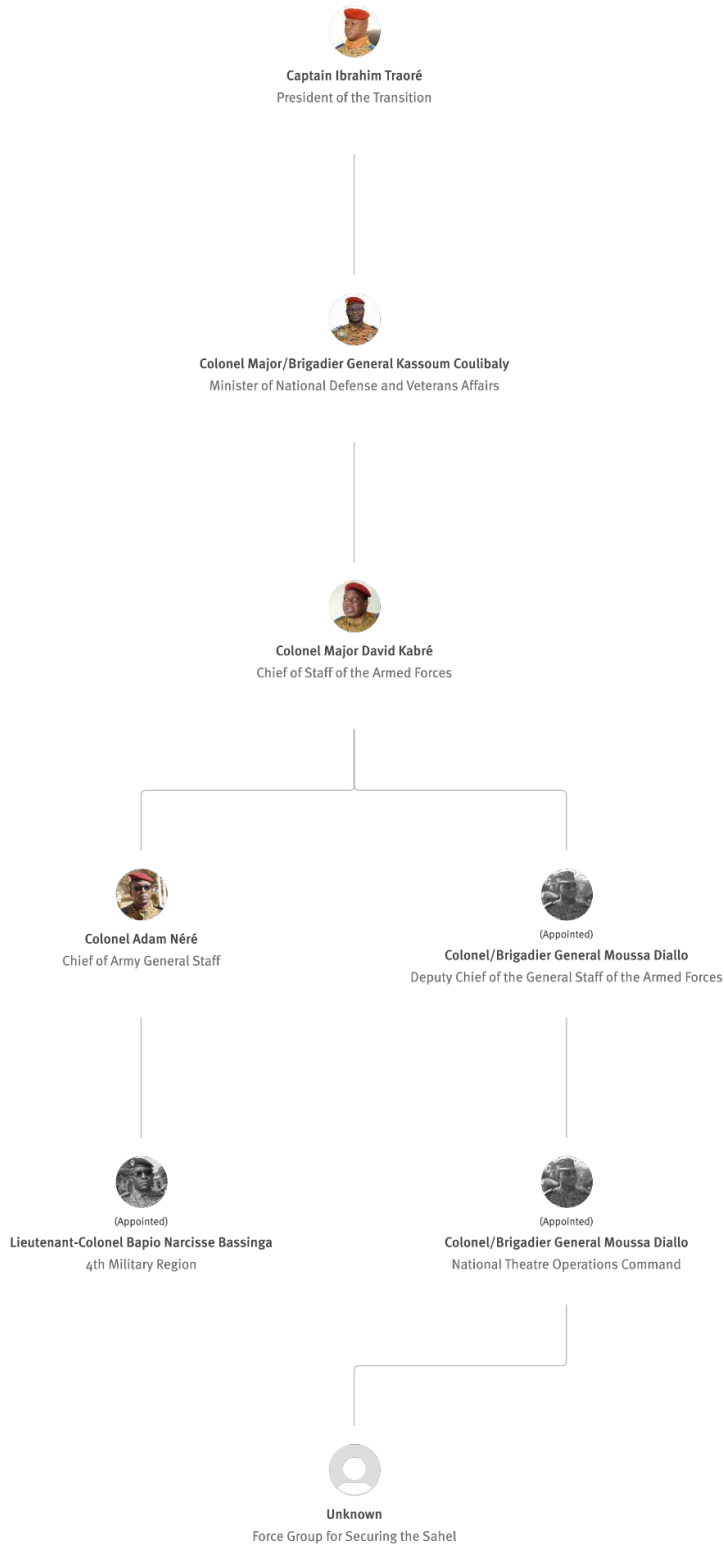 Captain Ibrahim Traoré
President of the Transition
Colonel Major/Brigadier General Kassoum Coulibaly
Minister of National Defense and Veterans Affairs
Colonel Major David Kabré
Chief of Staff of the Armed Forces
Colonel Adam Néré
Chief of Army General Staff
(Appointed)
Colonel/Brigadier General Moussa Diallo
Deputy Chief of the General Staff of the Armed Forces
(Appointed)
Lieutenant-Colonel Bapio Narcisse Bassinga
4th Military Region
(Appointed)
Colonel/Brigadier General Moussa Diallo
National Theatre Operations Command
Unknown
Force Group for Securing the Sahel